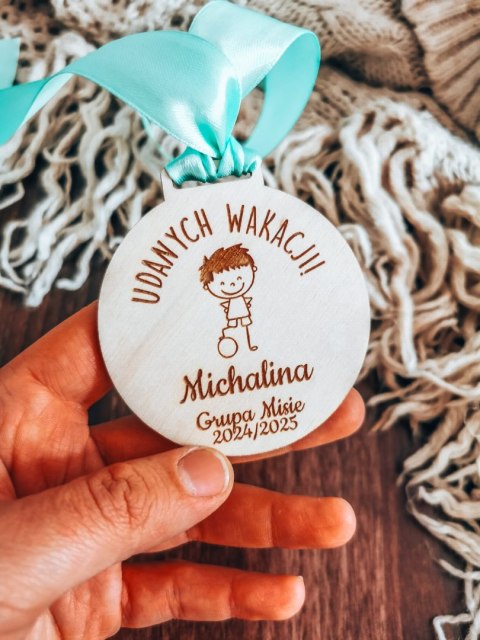 UDANYCH WAKACJI!
Michalina
Grupa Misie
2024/2025